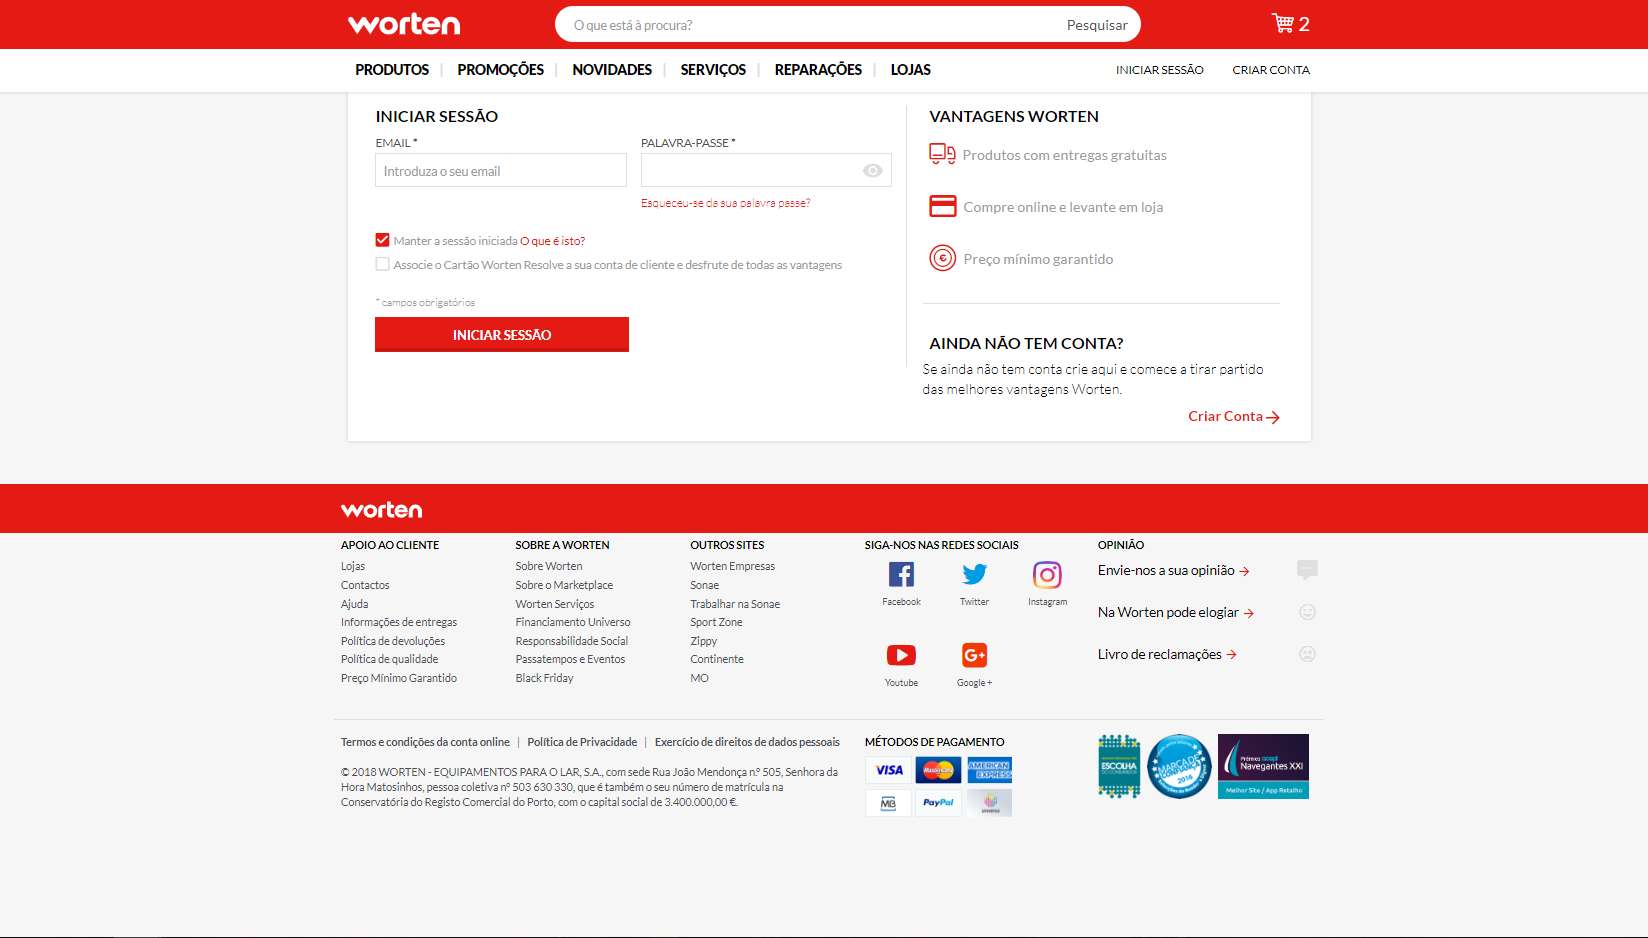 worten
O que está à procura?
Pesquisar
2
PRODUTOS | PROMOÇÕES | NOVIDADES | SERVIÇOS | REPARAÇÕES | LOJAS
INICIAR SESSÃO
CRIAR CONTA
INICIAR SESSÃO
EMAIL *
Introduza o seu email
PALAVRA-PASSE *
Esqueceu-se da sua palavra passe?
Manter a sessão iniciada O que é isto?
Associe o Cartão Worten Resolve a sua conta de cliente e desfrute de todas as vantagens
* campos obrigatórios
INICIAR SESSÃO
VANTAGENS WORTEN
Produtos com entregas gratuitas
Compre online e levante em loja
€
Preço mínimo garantido
AINDA NÃO TEM CONTA?
Se ainda não tem conta crie aqui e comece a tirar partido
das melhores vantagens Worten.
Criar Conta
worten
APOIO AO CLIENTE
Lojas
Contactos
Ajuda
Informações de entregas
Política de devoluções
Política de qualidade
Preço Mínimo Garantido
SOBRE A WORTEN
Sobre Worten
Sobre o Marketplace
Worten Serviços
Financiamento Universo
Responsabilidade Social
Passatempos e Eventos
Black Friday
OUTROS SITES
Worten Empresas
Sonae
Trabalhar na Sonae
Sport Zone
Zippy
Continente
MO
SIGA-NOS NAS REDES SOCIAIS
Facebook
Twitter
Instagram
Youtube
G+
Google +
OPINIÃO
Envie-nos a sua opinião
Na Worten pode elogiar
Livro de reclamações
Termos e condições da conta online | Política de Privacidade | Exercício de direitos de dados pessoais
© 2018 WORTEN - EQUIPAMENTOS PARA O LAR, S.A., com sede Rua João Mendonça n.º 505, Senhora da
Hora Matosinhos, pessoa coletiva nº 503 630 330, que é também o seu número de matrícula na
Conservatória do Registo Comercial do Porto, com o capital social de 3.400.000,00 €.
MÉTODOS DE PAGAMENTO
VISA
MasterCard
AMERICAN EXPRESS
MB
PayPal
universo
ESCOLHA
DO CONSUMIDOR
MARCA DE
CONFIANÇA
2016
Prémios acepi
Navegantes XXI
Melhor Site / App Retalho